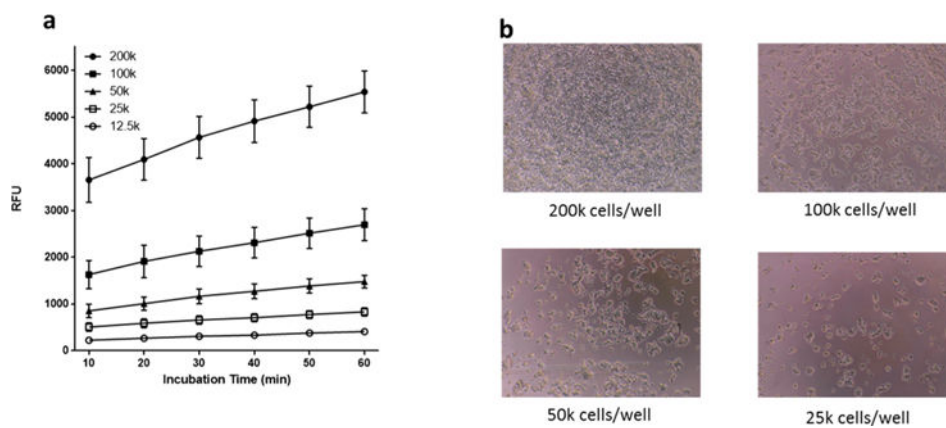 a
200k
100k
50k
25k
12.5k
6000
5000
4000
3000
2000
1000
0
RFU
10 20 30 40 50 60
Incubation Time (min)
b
200k cells/well
100k cells/well
50k cells/well
25k cells/well